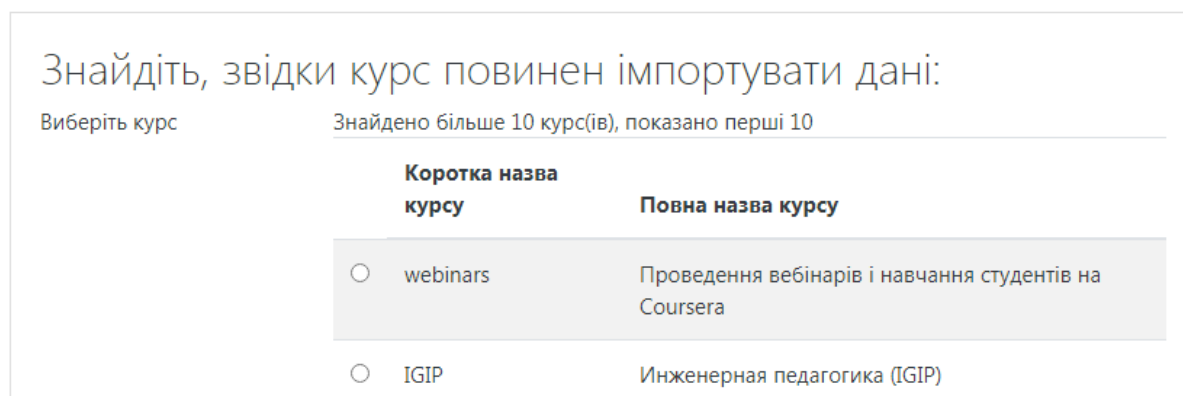 Знайдіть, звідки курс повинен імпортувати дані:
Виберіть курс
Знайдено більше 10 курс(ів), показано перші 10
Коротка назва
курсу
Повна назва курсу
webinars
Проведення вебінарів і навчання студентів на
Coursera
IGIP
Инженерная педагогика (IGIP)